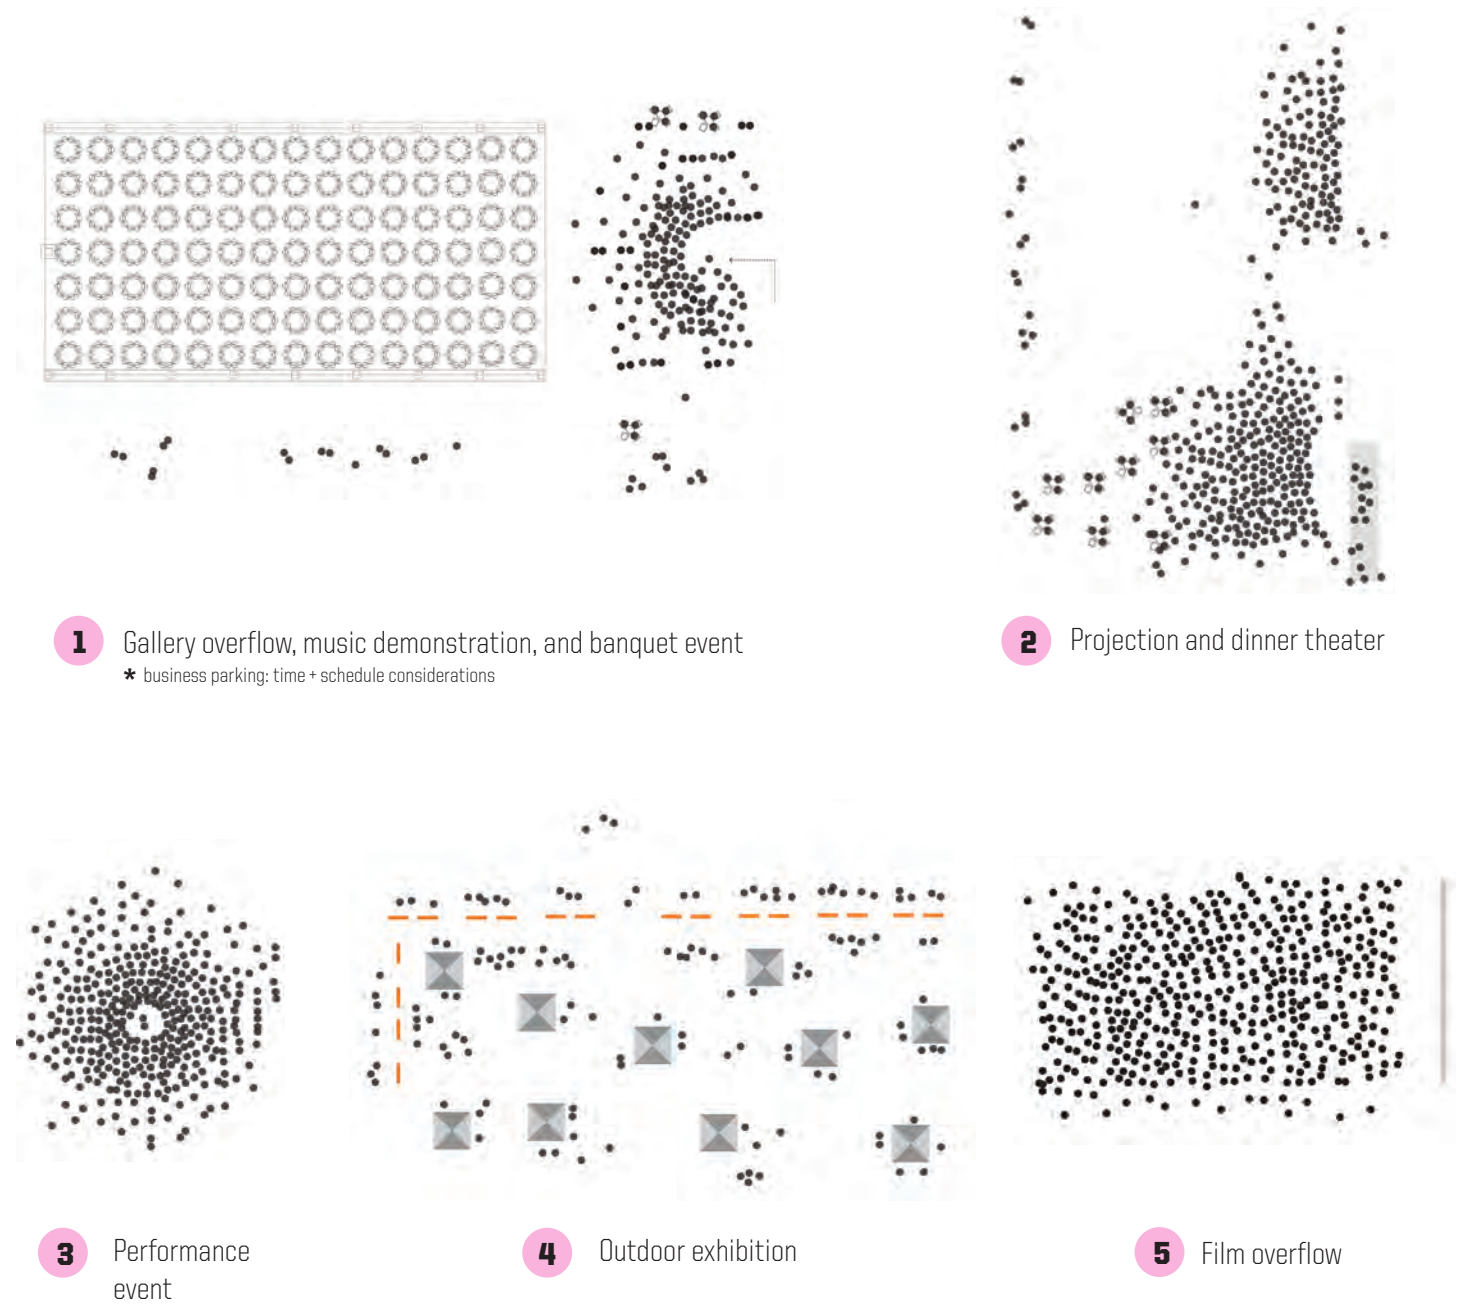 1 Gallery overflow, music demonstration, and banquet event
* business parking: time + schedule considerations
2 Projection and dinner theater
3 Performance
event
4 Outdoor exhibition
5 Film overflow